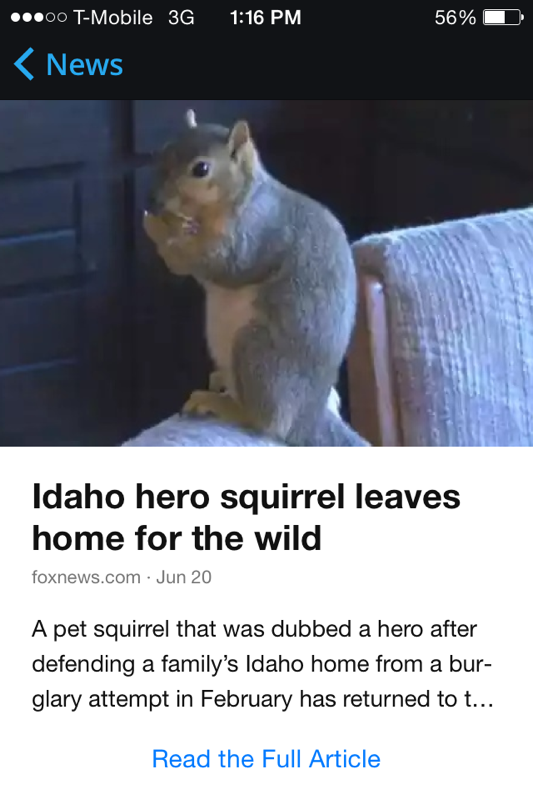 T-Mobile 3G 1:16 PM 56%
News
Idaho hero squirrel leaves
home for the wild
foxnews.com · Jun 20
A pet squirrel that was dubbed a hero after
defending a family’s Idaho home from a bur-
glary attempt in February has returned to t...
Read the Full Article